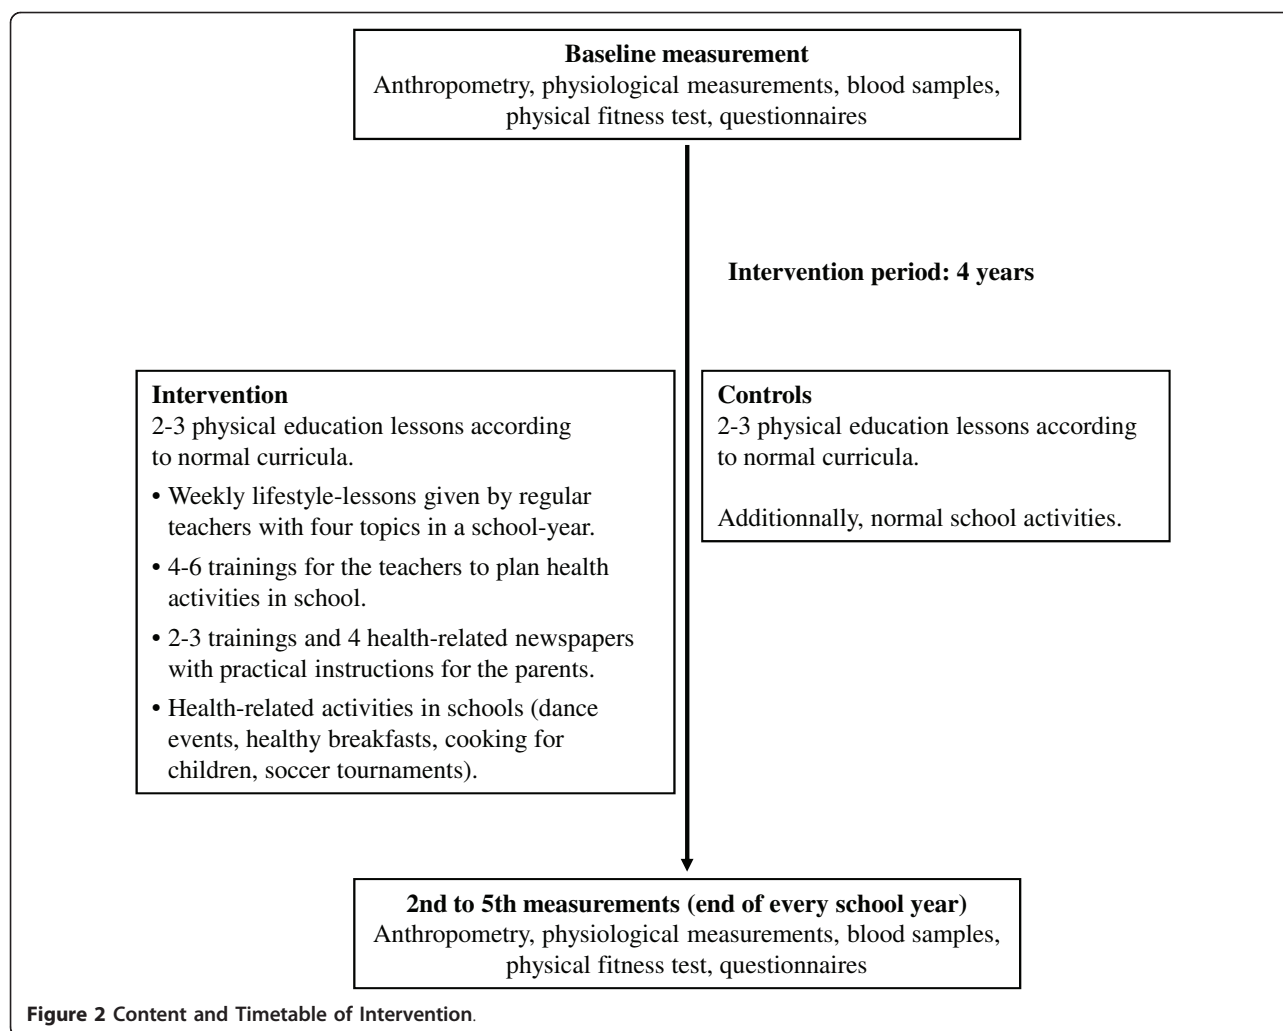 Baseline measurement
Anthropometry, physiological measurements, blood samples,
physical fitness test, questionnaires
Intervention period: 4 years
Intervention
2-3 physical education lessons according
to normal curricula.
• Weekly lifestyle-lessons given by regular
teachers with four topics in a school-year.
• 4-6 trainings for the teachers to plan health
activities in school.
• 2-3 trainings and 4 health-related newspapers
with practical instructions for the parents.
• Health-related activities in schools (dance
events, healthy breakfasts, cooking for
children, soccer tournaments).
Controls
2-3 physical education lessons according
to normal curricula.
Additionnally, normal school activities.
2nd to 5th measurements (end of every school year)
Anthropometry, physiological measurements, blood samples,
physical fitness test, questionnaires
Figure 2 Content and Timetable of Intervention.